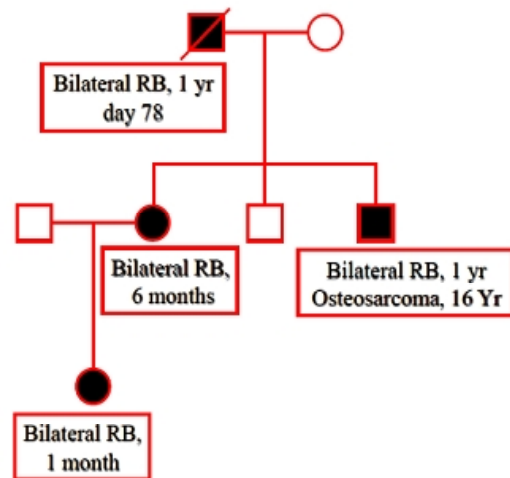 Bilateral RB, 1 yr
day 78
Bilateral RB,
6 months
Bilateral RB, 1 yr
Osteosarcoma, 16 Yr
Bilateral RB,
1 month